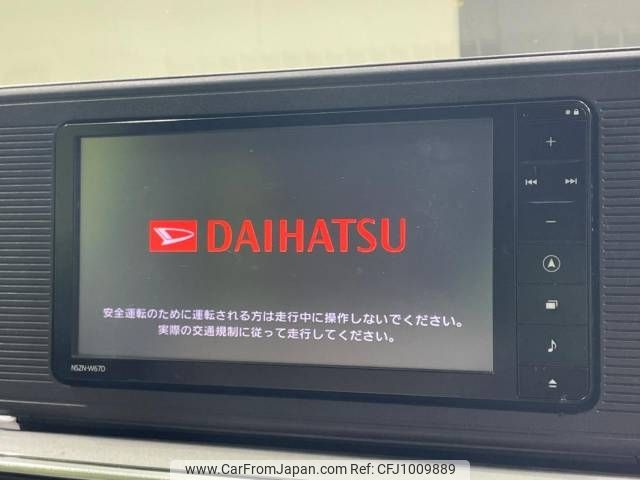 DAIHATSU
安全運転のために運転される方は走行中に操作しないでください。
実際の交通規制に従って走行してください。
NSZN-W67D
www.CarFromJapan.com | CFJ1009889